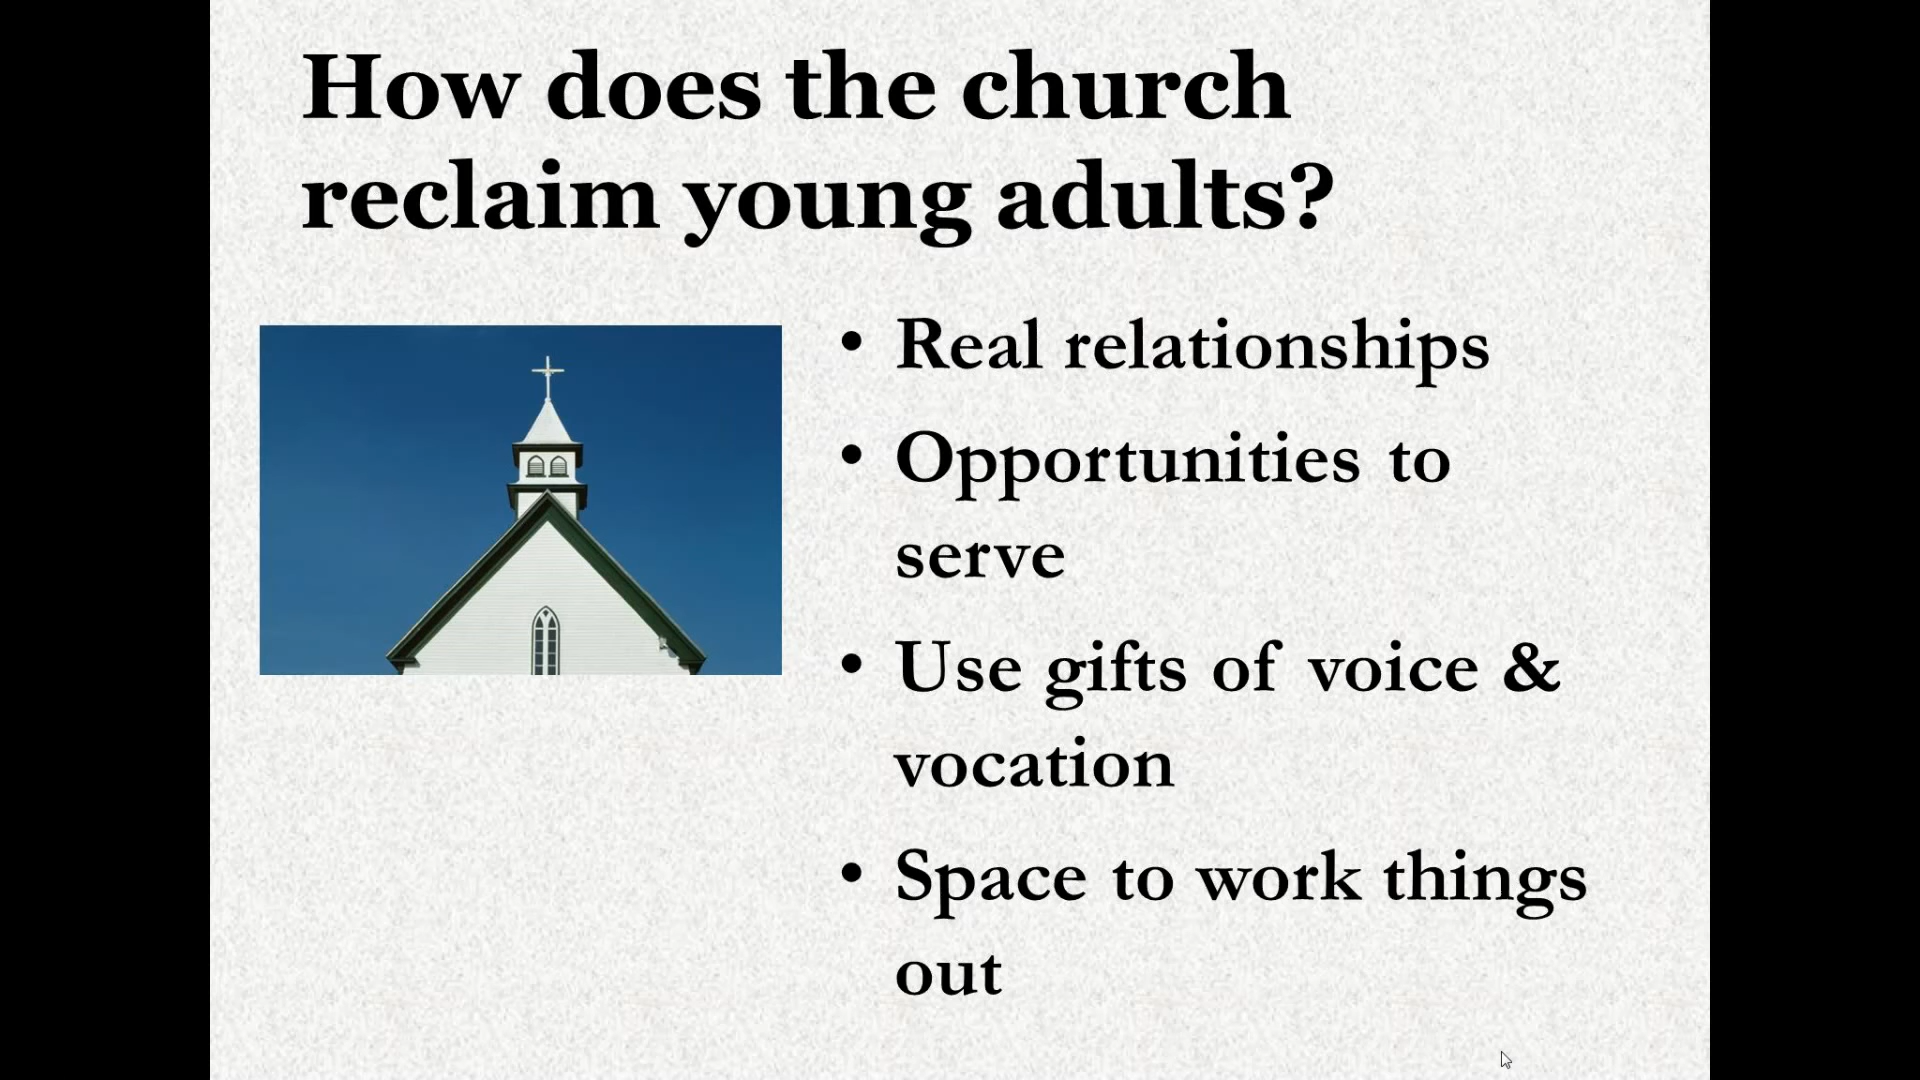 How does the church
reclaim young adults?
• Real relationships
• Opportunities to
serve
• Use gifts of voice &
vocation
• Space to work things
out